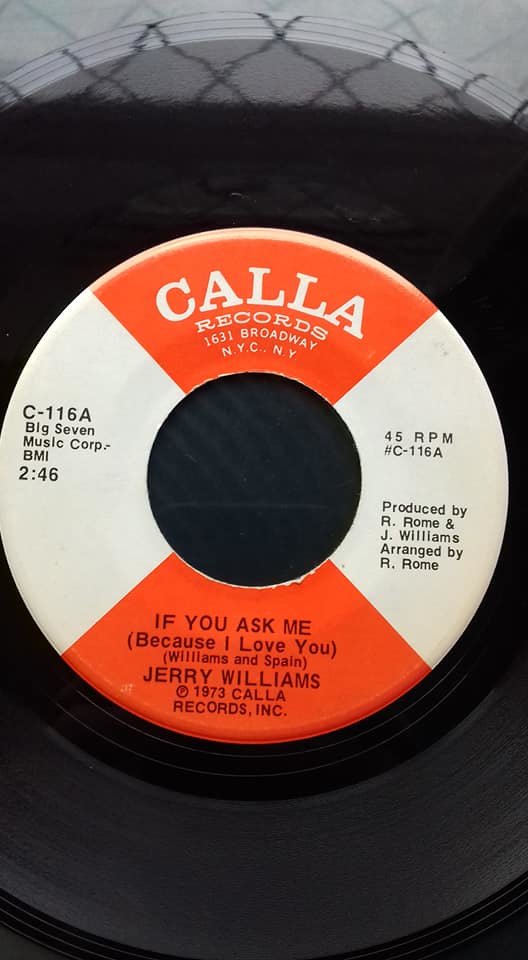 CALLA
RECORDS
1631 BROADWAY
N.Y.C., N.Y
C-116A
Big Seven
Music Corp.-
BMI
2:46
45 RPM
#C-116A
Produced by
R. Rome &
J. Williams
Arranged by
R. Rome
IF YOU ASK ME
(Because I Love You)
(Williams and Spain)
JERRY WILLIAMS
℗ 1973 CALLA
RECORDS, INC.